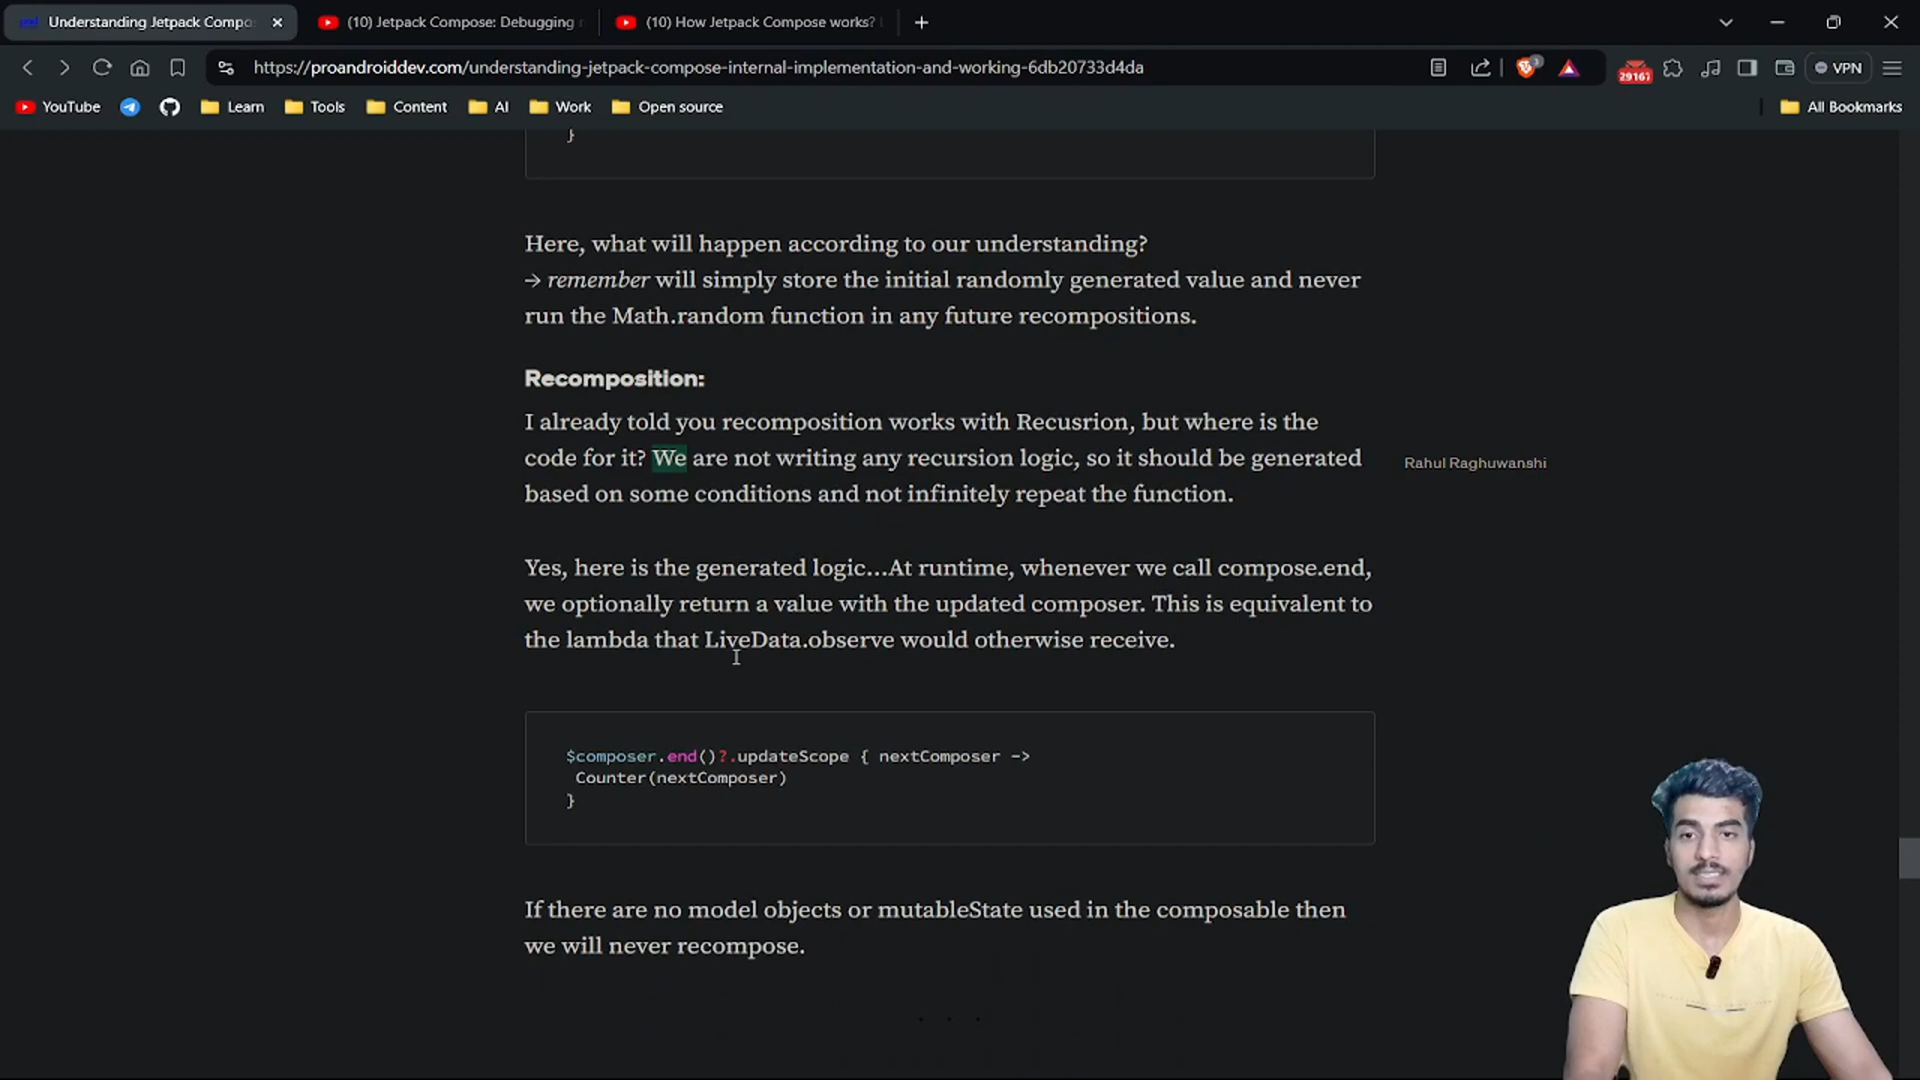 Understanding Jetpack Compo
(10) Jetpack Compose: Debugging
(10) How Jetpack Compose works?
https://proandroiddev.com/understanding-jetpack-compose-internal-implementation-and-working-6db20733d4da
3
29167
VPN
YouTube
Learn
Tools
Content
AI
Work
Open source
All Bookmarks
}
Here, what will happen according to our understanding?
→ remember will simply store the initial randomly generated value and never
run the Math.random function in any future recompositions.
Recomposition:
I already told you recomposition works with Recusrion, but where is the
code for it? We are not writing any recursion logic, so it should be generated
based on some conditions and not infinitely repeat the function.
Rahul Raghuwanshi
Yes, here is the generated logic...At runtime, whenever we call compose.end,
we optionally return a value with the updated composer. This is equivalent to
the lambda that LiveData.observe would otherwise receive.
$composer.end()?.updateScope { nextComposer ->
Counter(nextComposer)
}
If there are no model objects or mutableState used in the composable then
we will never recompose.
. . .